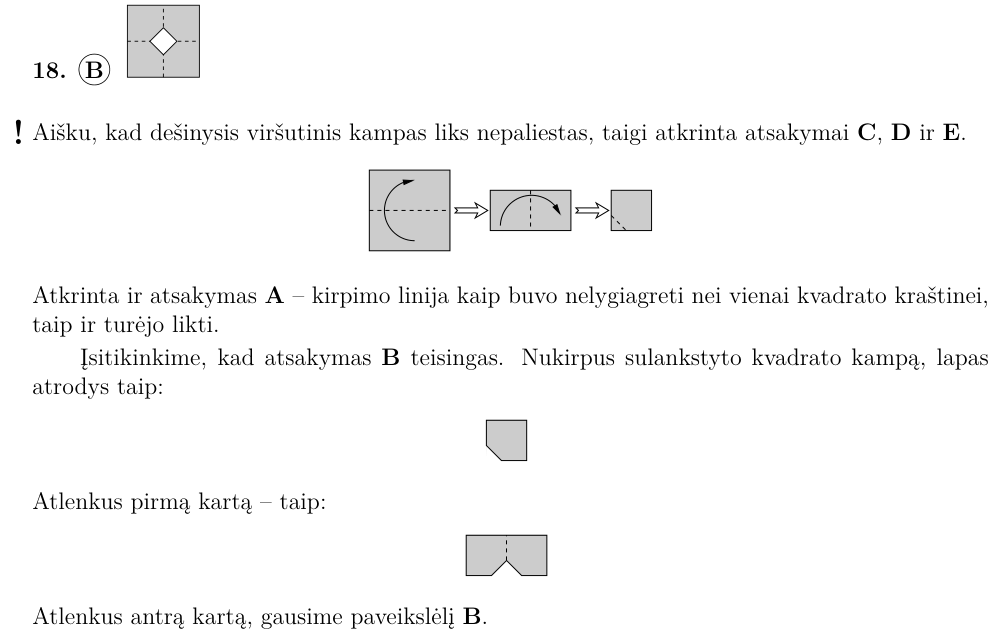 18. B
! Aišku, kad dešinysis viršutinis kampas liks nepaliestas, taigi atkrinta atsakymai C, D ir E.
Atkrinta ir atsakymas A – kirpimo linija kaip buvo nelygiagreti nei vienai kvadrato kraštinei,
taip ir turėjo likti.
Įsitikinkime, kad atsakymas B teisingas. Nukirpus sulankstyto kvadrato kampą, lapas
atrodys taip:
Atlenkus pirmą kartą – taip:
Atlenkus antrą kartą, gausime paveikslėlį B.